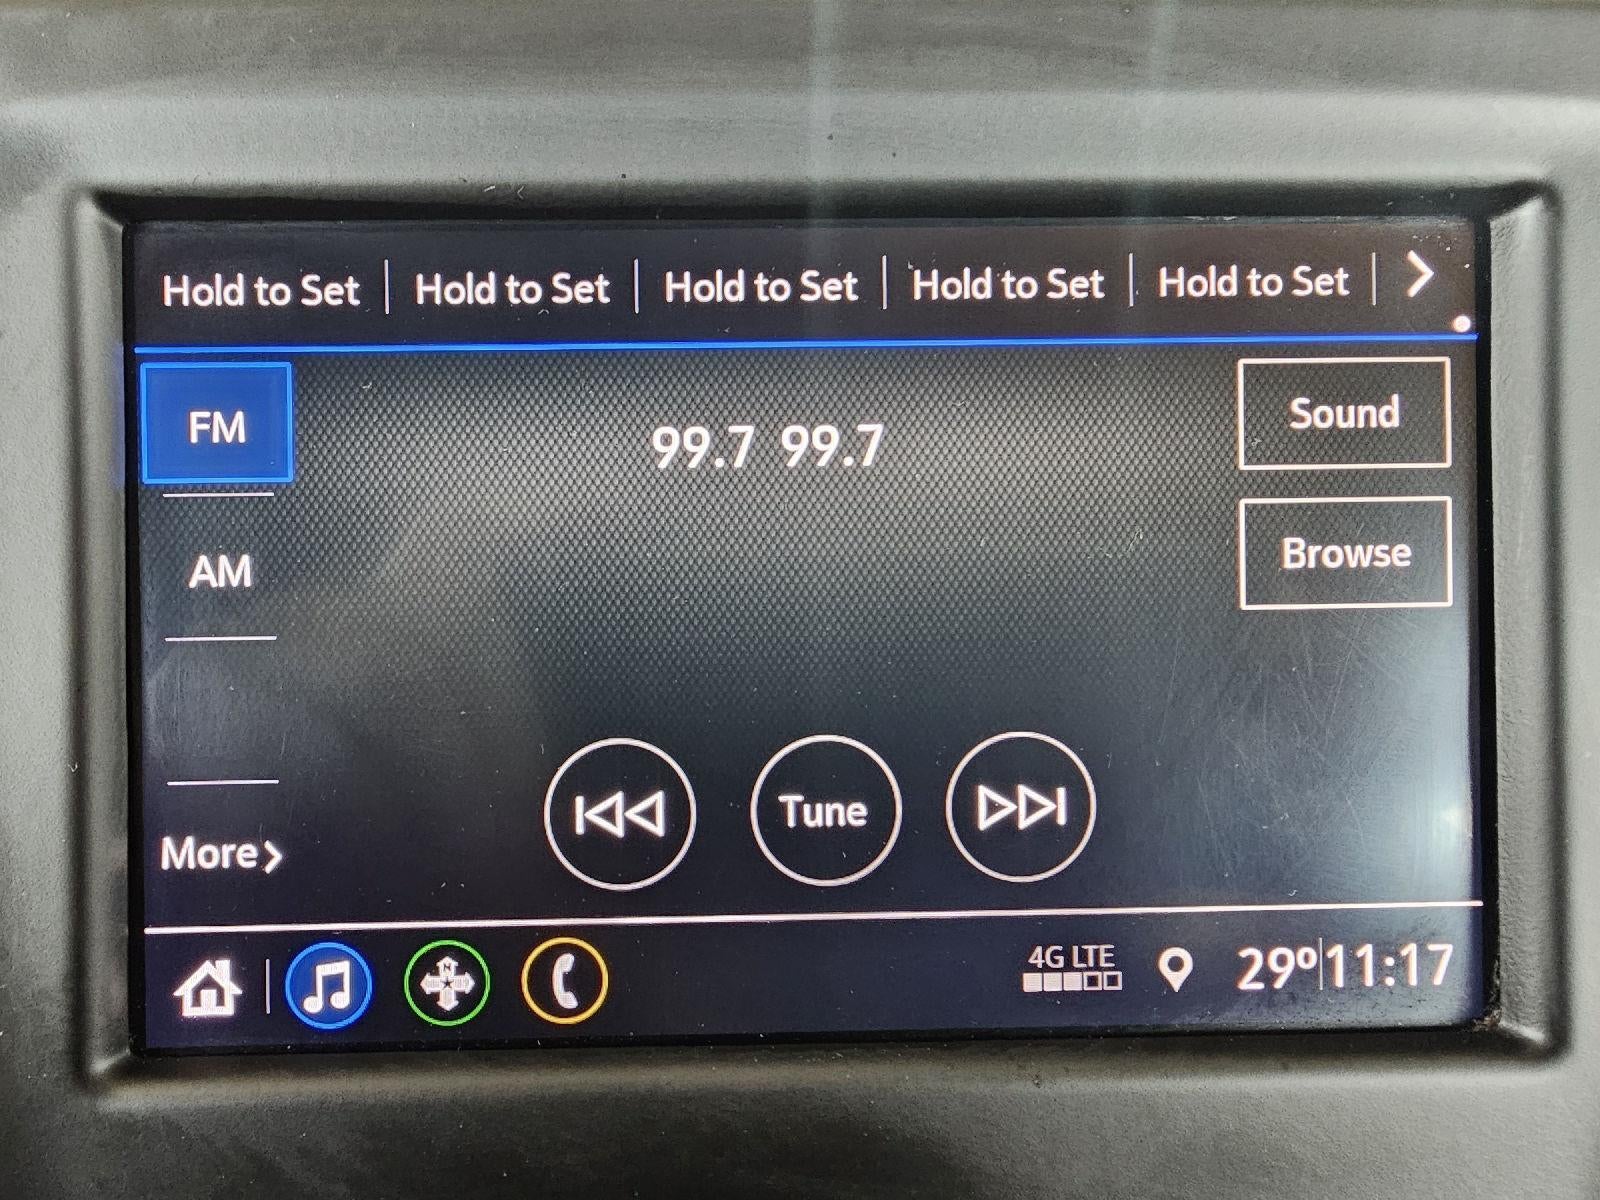 Hold to Set | Hold to Set | Hold to Set | Hold to Set | Hold to Set |
FM
99.7 99.7
Sound
AM
Browse
Tune
More
4G LTE
29º|11:17
N